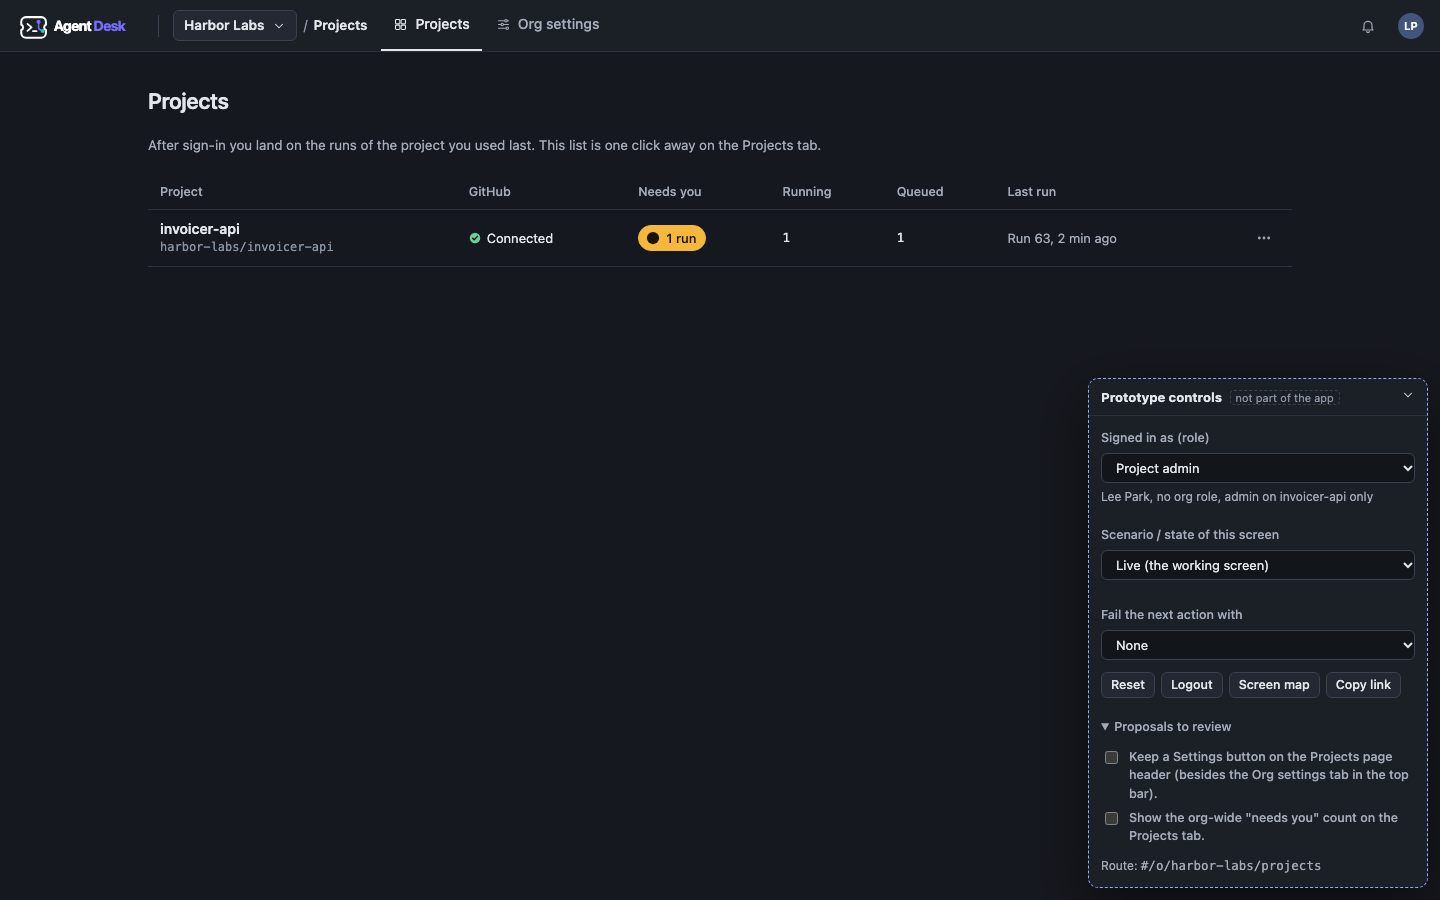 AgentDesk
Harbor Labs / Projects
Projects
Org settings
LP
Projects
After sign-in you land on the runs of the project you used last. This list is one click away on the Projects tab.
Project GitHub Needs you Running Queued Last run
invoicer-api
harbor-labs/invoicer-api
Connected
1 run
1
1
Run 63, 2 min ago
Prototype controls not part of the app
Signed in as (role)
Project admin
Lee Park, no org role, admin on invoicer-api only
Scenario / state of this screen
Live (the working screen)
Fail the next action with
None
Reset Logout Screen map Copy link
Proposals to review
Keep a Settings button on the Projects page
header (besides the Org settings tab in the top
bar).
Show the org-wide "needs you" count on the
Projects tab.
Route: #/o/harbor-labs/projects